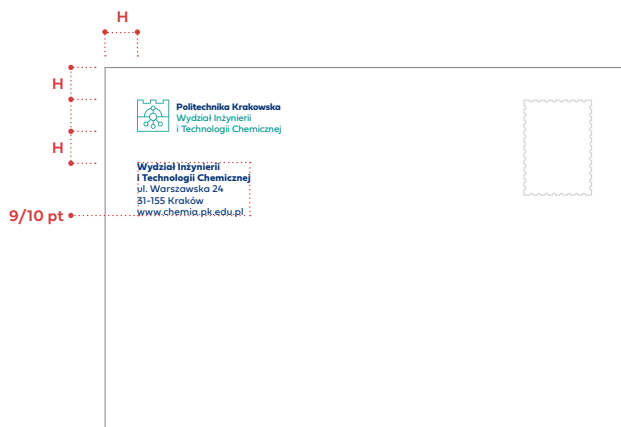 H
H
Politechnika Krakowska
Wydział Inżynierii
i Technologii Chemicznej
H
Wydział Inżynierii
i Technologii Chemicznej
ul. Warszawska 24
31-155 Kraków
www.chemia.pk.edu.pl
9/10 pt